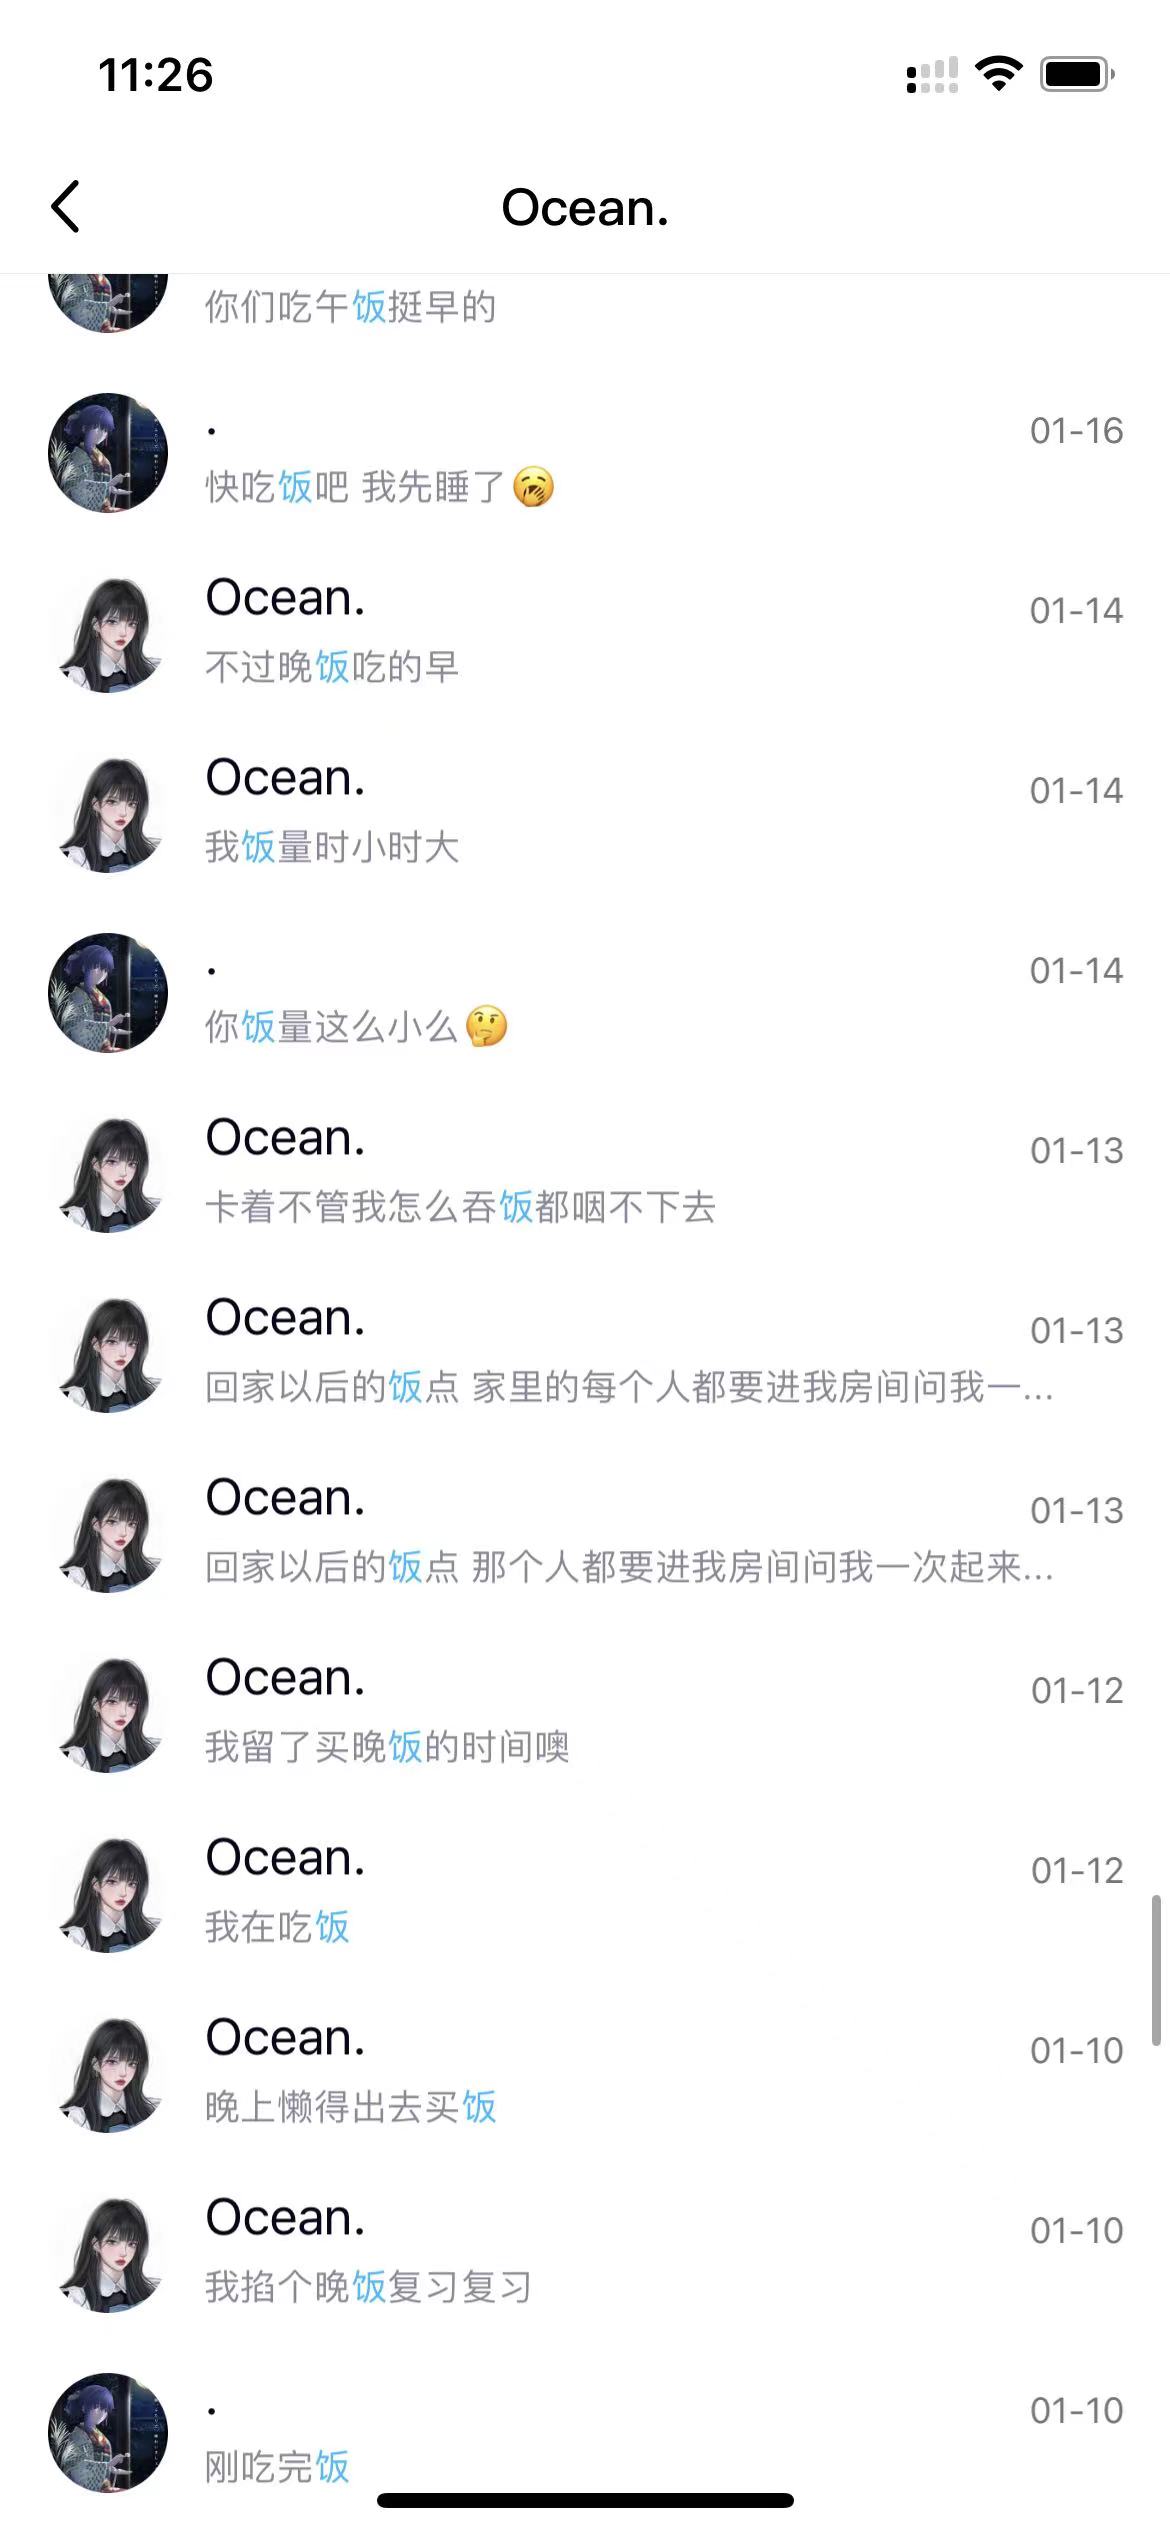 11:26
Ocean.
你们吃午饭挺早的
.
01-16
快吃饭吧 我先睡了🥱
Ocean.
01-14
不过晚饭吃的早
Ocean.
01-14
我饭量时小时大
.
01-14
你饭量这么小么🤔
Ocean.
01-13
卡着不管我怎么吞饭都咽不下去
Ocean.
01-13
回家以后的饭点 家里的每个人都要进我房间问我一...
Ocean.
01-13
回家以后的饭点 那个人都要进我房间问我一次起来...
Ocean.
01-12
我留了买晚饭的时间噢
Ocean.
01-12
我在吃饭
Ocean.
01-10
晚上懒得出去买饭
Ocean.
01-10
我掐个晚饭复习复习
.
01-10
刚吃完饭